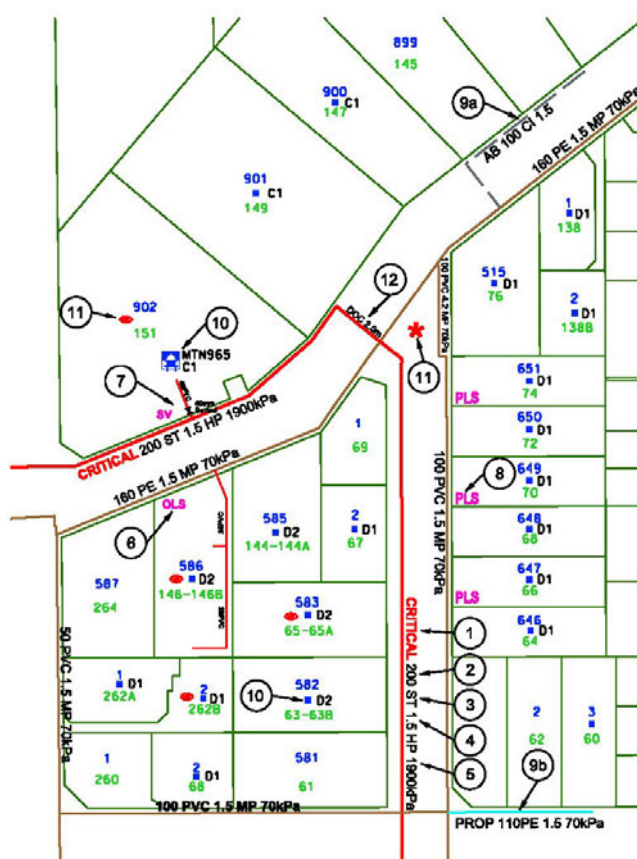 899
145
900
C1
147
9a
AB 100 CI 1.5
160 PE 1.5 MP 70kPa
901
C1
149
1
D1
138
515
D1
76
100 PVC 4.2 MP 70kPa
2
D1
138B
12
DOC 2.0m
11
902
151
10
MTN965
C1
11
7
SV
CRITICAL 200 ST 1.5 HP 1900kPa
160 PE 1.5 MP 70kPa
651
D1
74
PLS
650
D1
72
1
69
8
649
D1
70
PLS
100 PVC 1.5 MP 70kPa
OLS
6
585
D2
144-144A
2
D1
67
648
D1
68
587
264
586
D2
146-146B
647
D1
66
PLS
583
D2
65-65A
646
D1
64
1
CRITICAL 200 ST 1.5 HP 1900kPa
2
3
4
5
50 PVC 1.5 MP 70kPa
1
D1
262A
2
D1
262B
10
582
D2
63-63B
2
62
3
60
1
260
2
D1
68
581
61
9b
100 PVC 1.5 MP 70kPa
PROP 110PE 1.5 70kPa